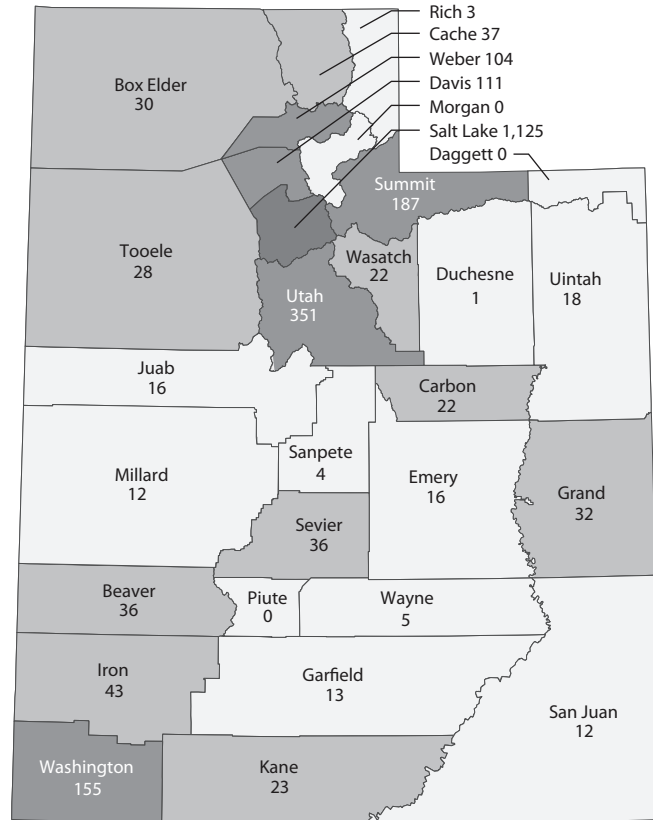 Rich 3
Cache 37
Weber 104
Davis 111
Morgan 0
Salt Lake 1,125
Daggett 0
Box Elder
30
Summit
187
Tooele
28
Wasatch
22
Duchesne
1
Uintah
18
Utah
351
Juab
16
Carbon
22
Sanpete
4
Millard
12
Emery
16
Grand
32
Sevier
36
Beaver
36
Piute
0
Wayne
5
Iron
43
Garfield
13
San Juan
12
Washington
155
Kane
23